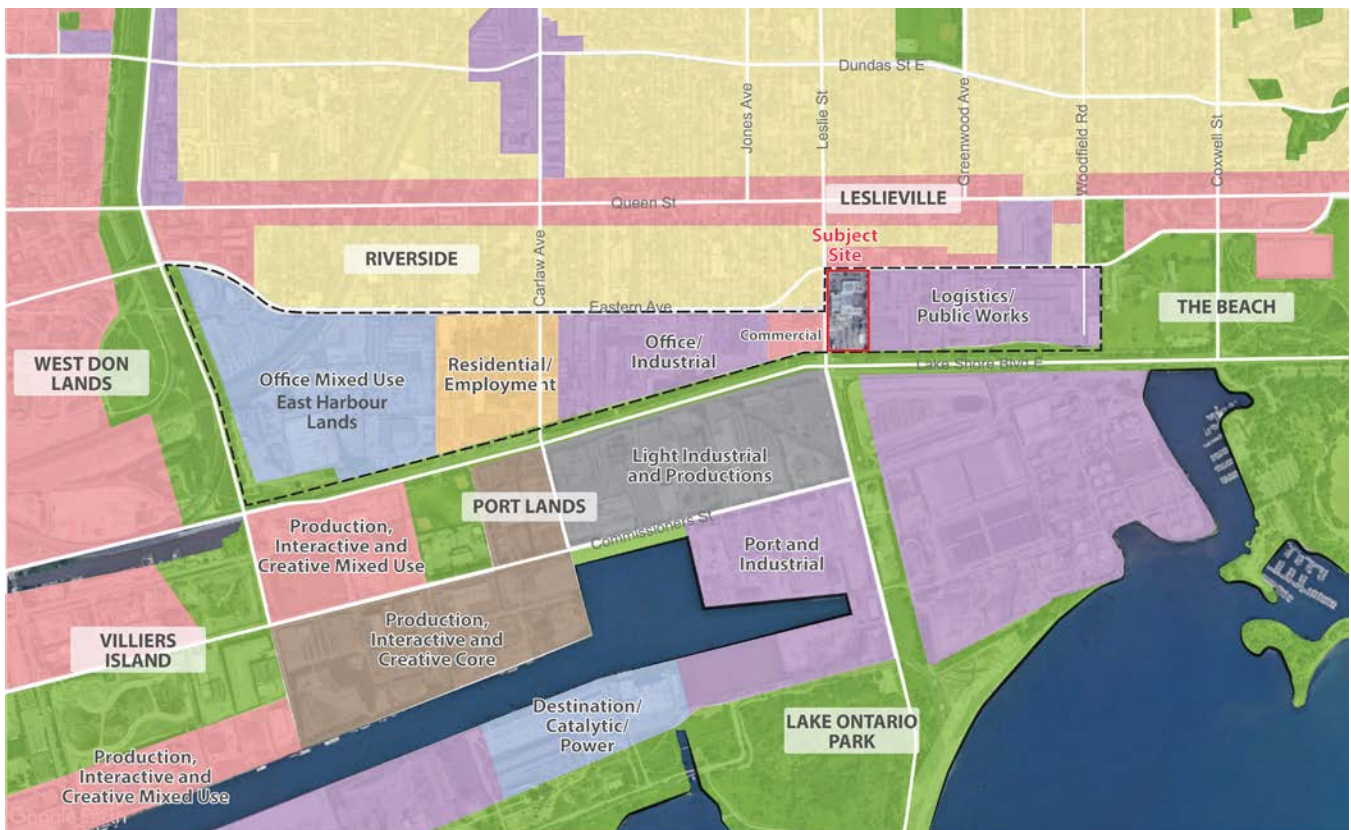 Dundas St E
Jones Ave
Leslie St
Greenwood Ave
Woodfield Rd
Coxwell St
Queen St
LESLIEVILLE
Subject
Site
RIVERSIDE
Carlaw Ave
Eastern Ave
Logistics/
Public Works
THE BEACH
Commercial
Office/
Industrial
Residential/
Employment
WEST DON
LANDS
Office Mixed Use
East Harbour
Lands
Lake Shore Blvd E
Light Industrial
and Productions
PORT LANDS
Commissioners St
Production,
Interactive and
Creative Mixed Use
Port and
Industrial
VILLIERS
ISLAND
Production,
Interactive and
Creative Core
Destination/
Catalytic/
Power
LAKE ONTARIO
PARK
Production,
Interactive and
Creative Mixed Use
Google Earth